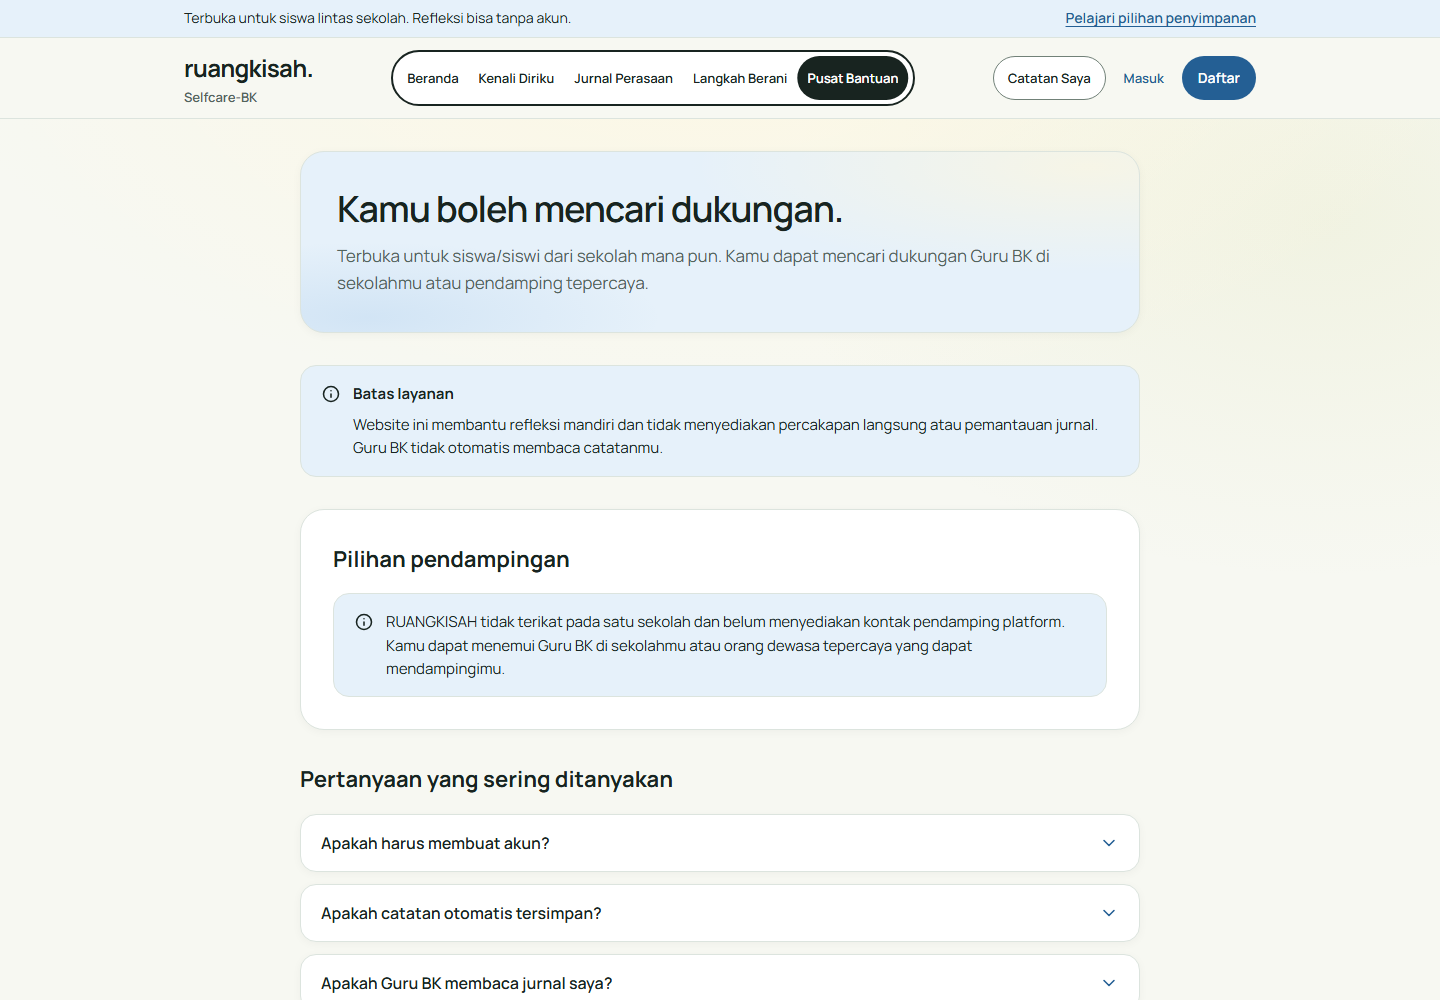 Terbuka untuk siswa lintas sekolah. Refleksi bisa tanpa akun.
Pelajari pilihan penyimpanan
ruangkisah.
Selfcare-BK
Beranda
Kenali Diriku
Jurnal Perasaan
Langkah Berani
Pusat Bantuan
Catatan Saya
Masuk
Daftar
Kamu boleh mencari dukungan.
Terbuka untuk siswa/siswi dari sekolah mana pun. Kamu dapat mencari dukungan Guru BK di
sekolahmu atau pendamping tepercaya.
Batas layanan
Website ini membantu refleksi mandiri dan tidak menyediakan percakapan langsung atau pemantauan jurnal.
Guru BK tidak otomatis membaca catatanmu.
Pilihan pendampingan
RUANGKISAH tidak terikat pada satu sekolah dan belum menyediakan kontak pendamping platform.
Kamu dapat menemui Guru BK di sekolahmu atau orang dewasa tepercaya yang dapat
mendampingimu.
Pertanyaan yang sering ditanyakan
Apakah harus membuat akun?
Apakah catatan otomatis tersimpan?
Apakah Guru BK membaca jurnal saya?